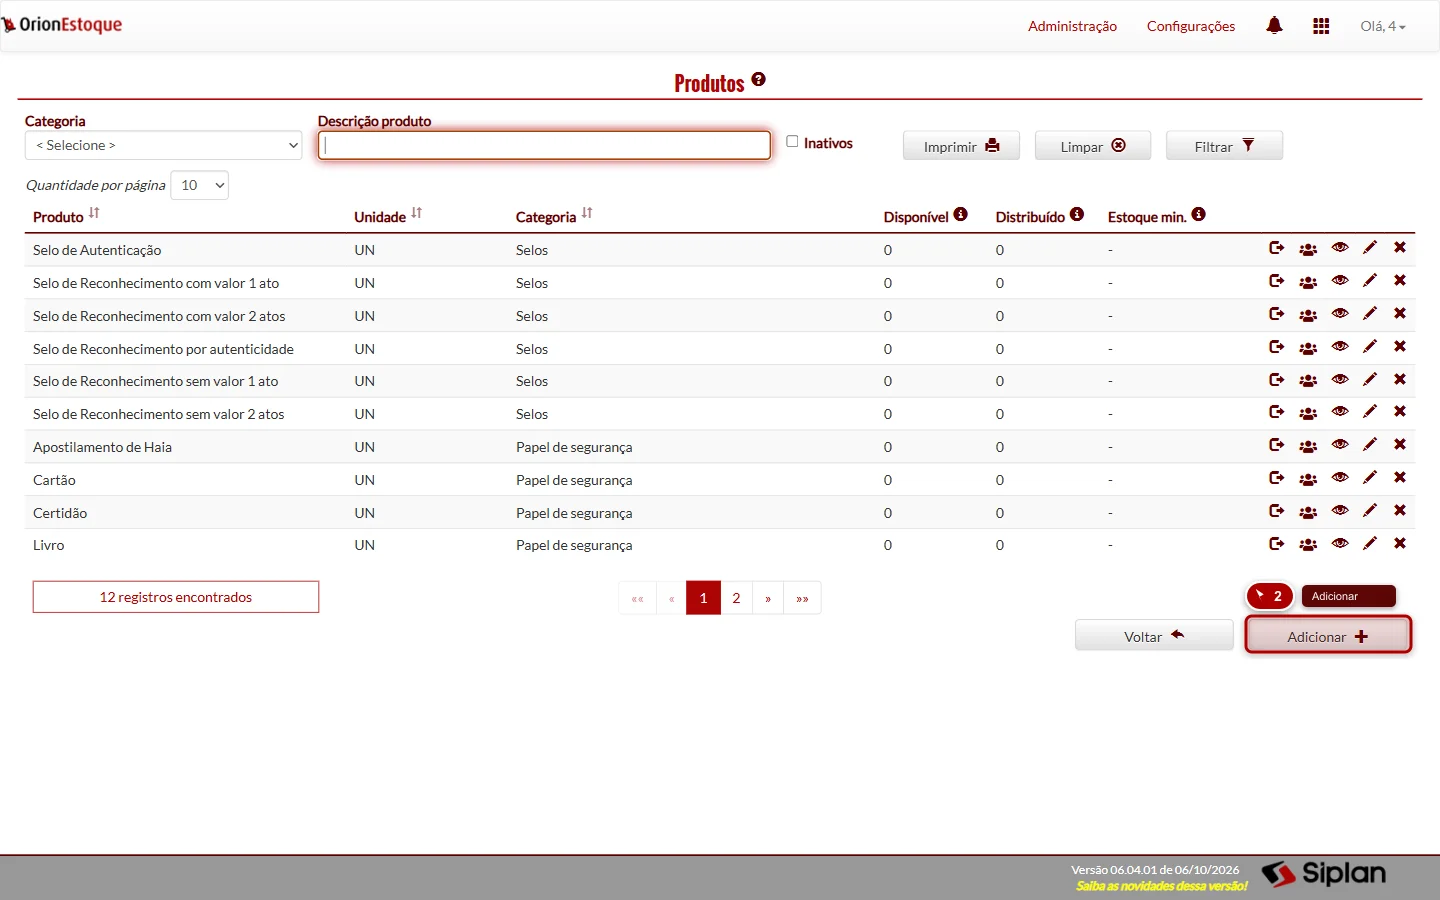 OrionEstoque
Administração
Configurações
Olá, 4
Produtos
Categoria
Descrição produto
< Selecione >
Inativos
Imprimir
Limpar
Filtrar
Quantidade por página
10
Produto Unidade Categoria Disponível Distribuído Estoque min.
Selo de Autenticação UN Selos 0 0 -
Selo de Reconhecimento com valor 1 ato UN Selos 0 0 -
Selo de Reconhecimento com valor 2 atos UN Selos 0 0 -
Selo de Reconhecimento por autenticidade UN Selos 0 0 -
Selo de Reconhecimento sem valor 1 ato UN Selos 0 0 -
Selo de Reconhecimento sem valor 2 atos UN Selos 0 0 -
Apostilamento de Haia UN Papel de segurança 0 0 -
Cartão UN Papel de segurança 0 0 -
Certidão UN Papel de segurança 0 0 -
Livro UN Papel de segurança 0 0 -
12 registros encontrados
«« « 1 2 » »»
2
Adicionar
Voltar
Adicionar
Versão 06.04.01 de 06/10/2026
Saiba as novidades dessa versão!
Siplan